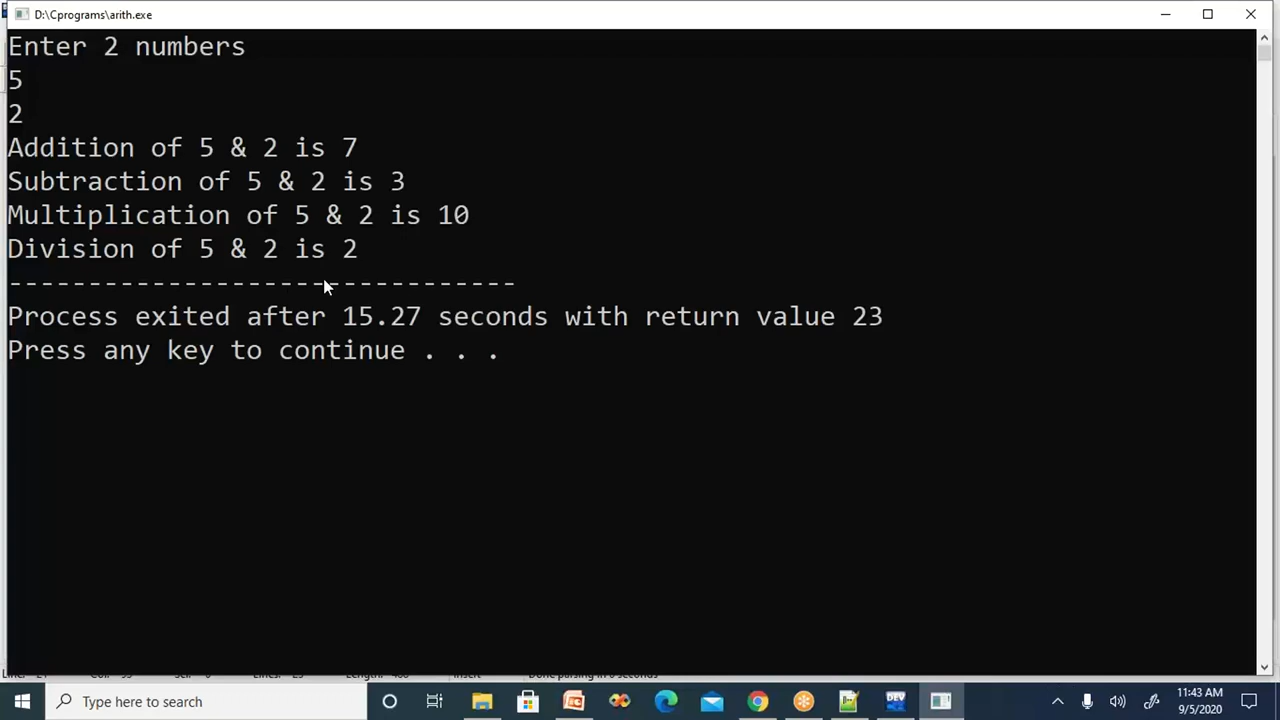 D:\Cprograms\arith.exe
Enter 2 numbers
5
2
Addition of 5 & 2 is 7
Subtraction of 5 & 2 is 3
Multiplication of 5 & 2 is 10
Division of 5 & 2 is 2
--------------------------------
Process exited after 15.27 seconds with return value 23
Press any key to continue . . .
Type here to search
DEV
11:43 AM
9/5/2020